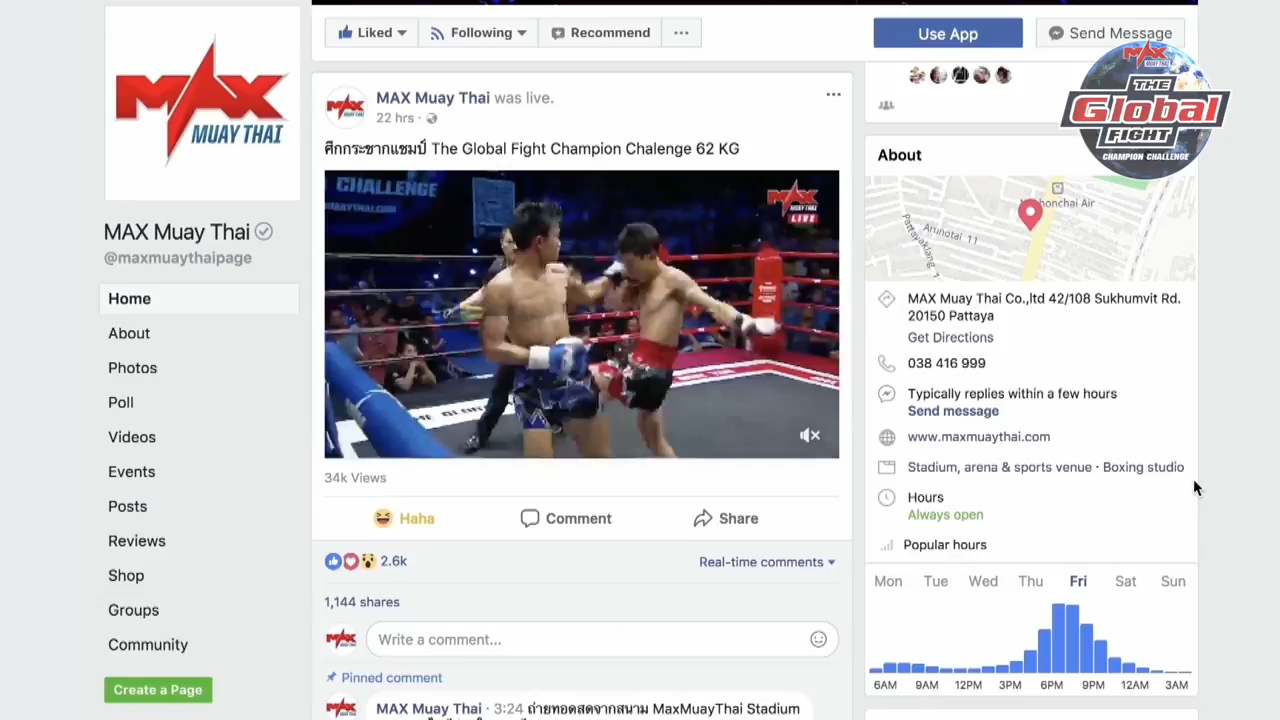 MAX
MUAY THAI
MAX Muay Thai
@maxmuaythaipage
Home
About
Photos
Poll
Videos
Events
Posts
Reviews
Shop
Groups
Community
Create a Page
Liked
Following
Recommend
Use App
Send Message
MAX Muay Thai was live.
22 hrs ·
ศึกกระชากแชมป์ The Global Fight Champion Chalenge 62 KG
CHALLENGE
MAX
MUAY THAI
LIVE
34k Views
Haha
Comment
Share
2.6k
Real-time comments
1,144 shares
Write a comment...
Pinned comment
MAX Muay Thai · 3:24 ถ่ายทอดสดจากสนาม MaxMuayThai Stadium
MAX
MUAY THAI
THE
Global
FIGHT
CHAMPION CHALLENGE
About
Arunotai 11
MAX Muay Thai Co.,ltd 42/108 Sukhumvit Rd.
20150 Pattaya
Get Directions
038 416 999
Typically replies within a few hours
Send message
www.maxmuaythai.com
Stadium, arena & sports venue · Boxing studio
Hours
Always open
Popular hours
Mon Tue Wed Thu Fri Sat Sun
6AM 9AM 12PM 3PM 6PM 9PM 12AM 3AM